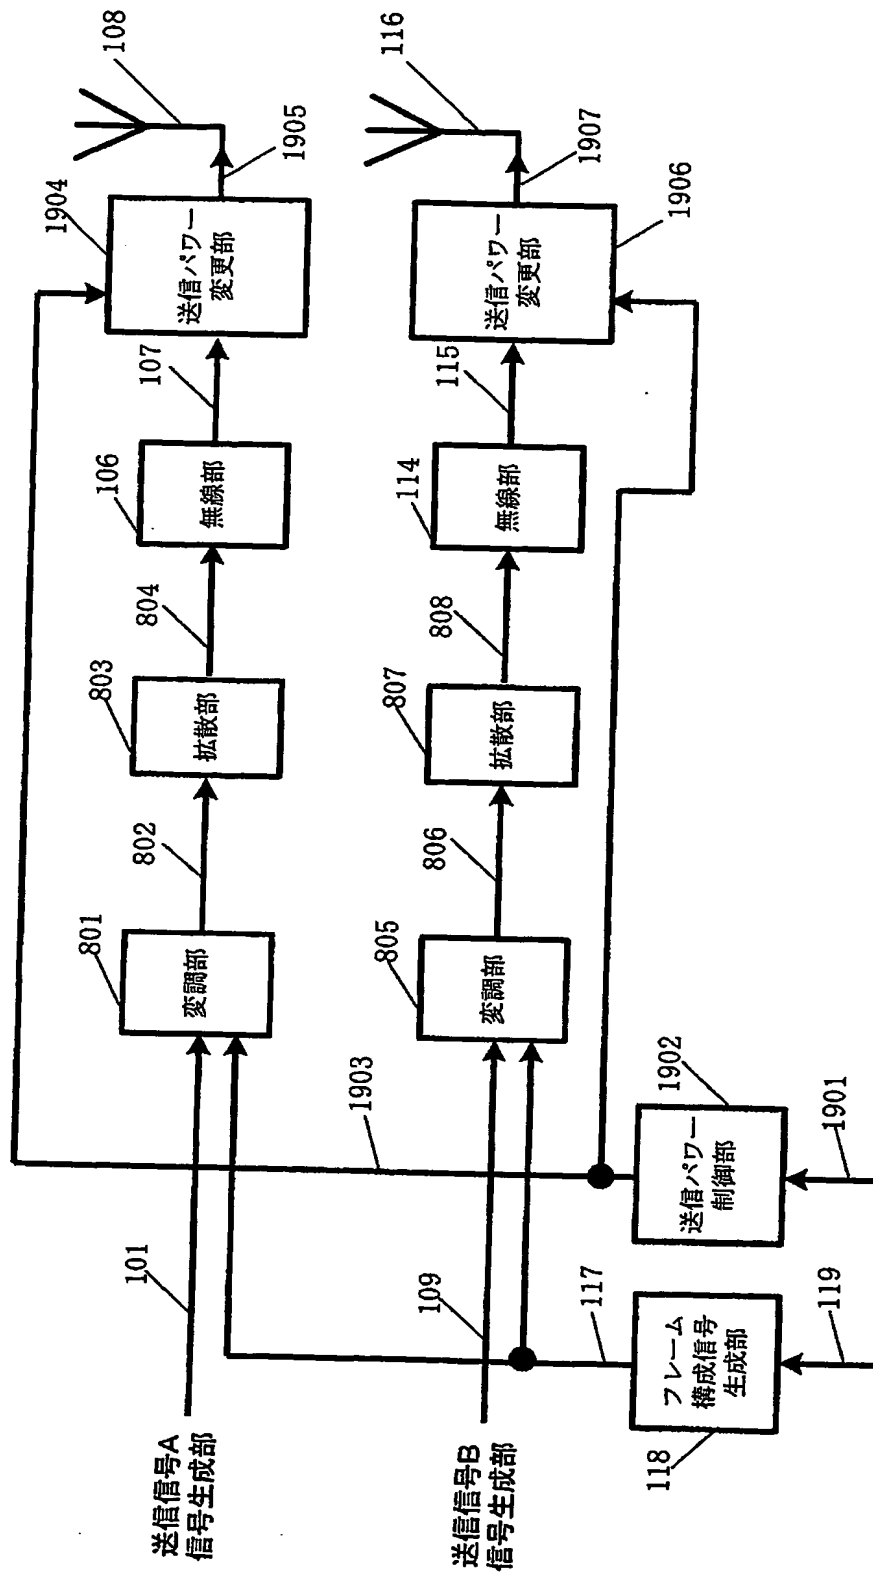 送信信号A
信号生成部
101
801
変調部
802
803
拡散部
804
106
無線部
107
1904
送信パワー
変更部
1905
108
1903
送信信号B
信号生成部
109
805
変調部
806
807
拡散部
808
114
無線部
115
送信パワー
変更部
1906
1907
116
117
118
フレーム
構成信号
生成部
119
1902
送信パワー
制御部
1901